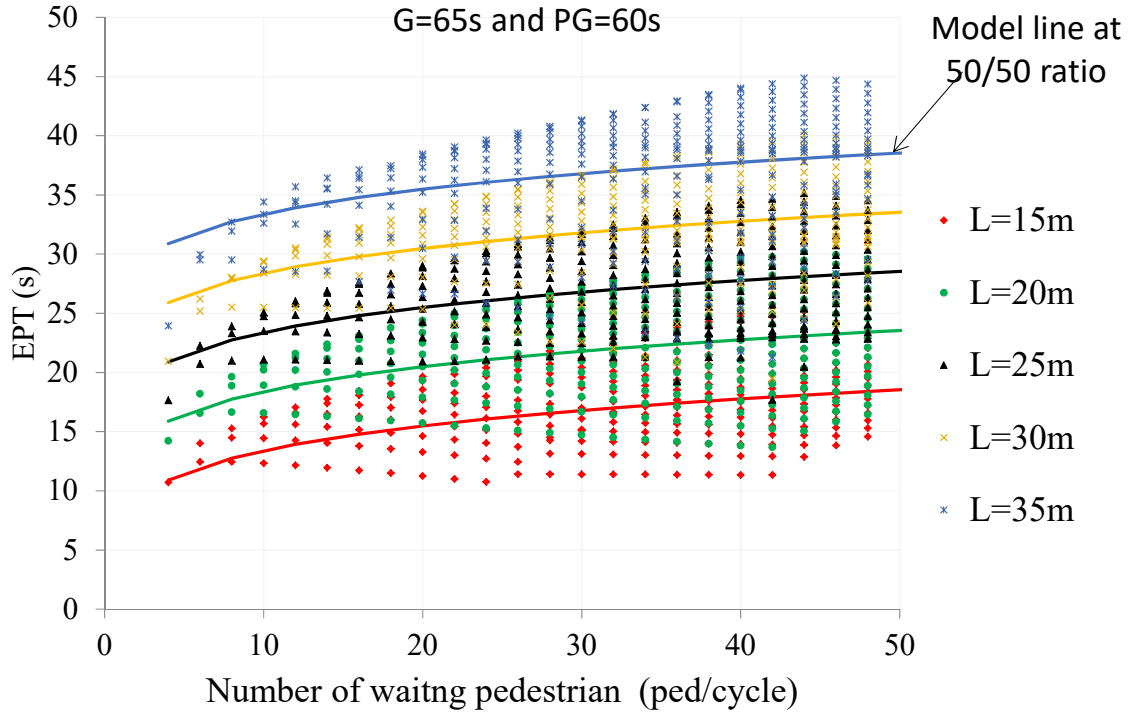 G=65s and PG=60s
Model line at
50/50 ratio
50
45
40
35
30
25
20
15
10
5
0
EPT (s)
0 10 20 30 40 50
Number of waitng pedestrian (ped/cycle)
L=15m
L=20m
L=25m
L=30m
L=35m